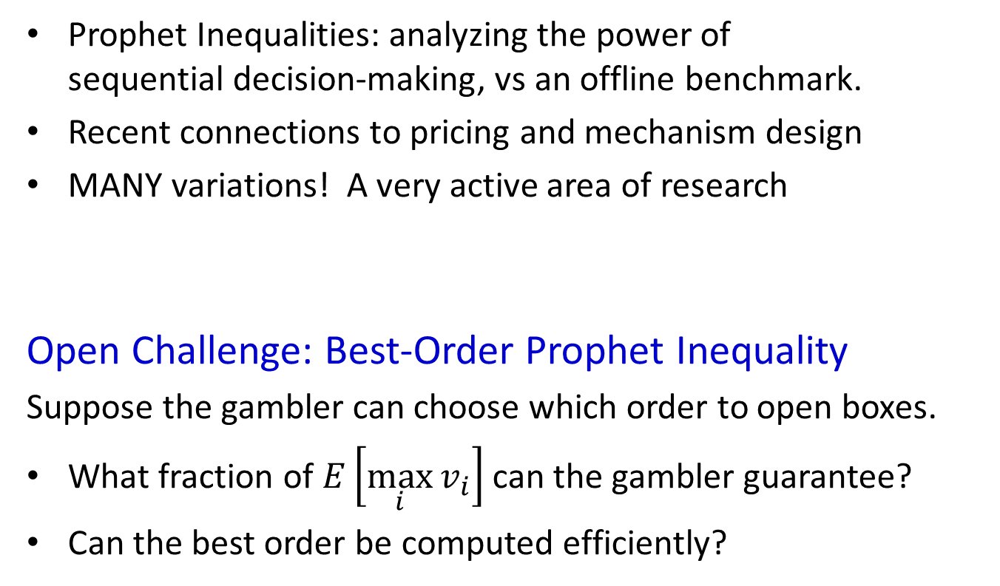 • Prophet Inequalities: analyzing the power of
sequential decision-making, vs an offline benchmark.
• Recent connections to pricing and mechanism design
• MANY variations!  A very active area of research
Open Challenge: Best-Order Prophet Inequality
Suppose the gambler can choose which order to open boxes.
• What fraction of $E\left[\max_i v_i\right]$ can the gambler guarantee?
• Can the best order be computed efficiently?